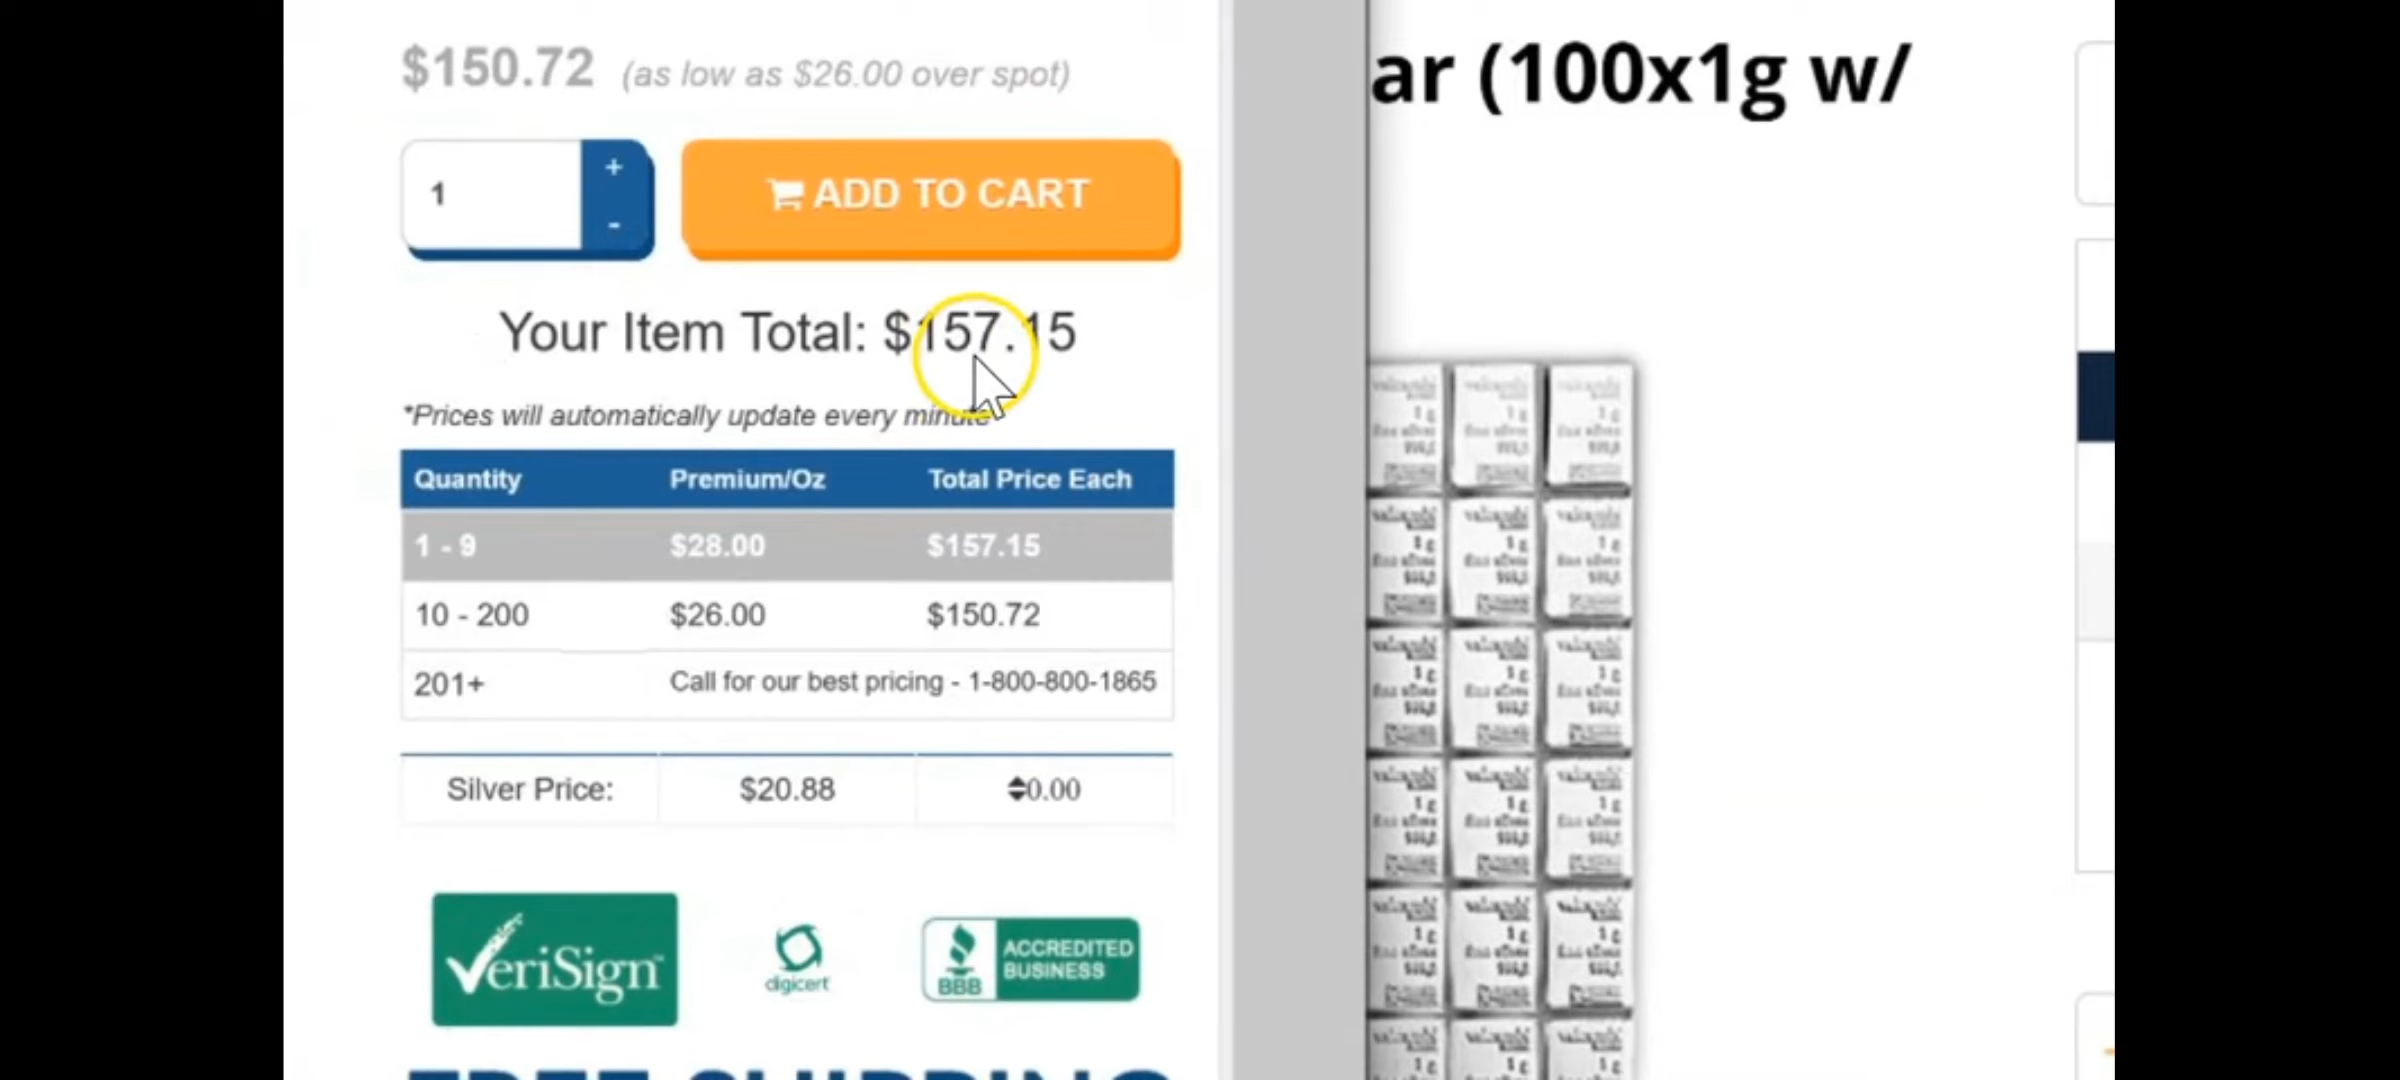 $150.72 (as low as $26.00 over spot)
ar (100x1g w/
1
+
-
ADD TO CART
Your Item Total: $157.15
*Prices will automatically update every minute
Quantity Premium/Oz Total Price Each
1 - 9 $28.00 $157.15
10 - 200 $26.00 $150.72
201+ Call for our best pricing - 1-800-800-1865
Silver Price: $20.88 0.00
VeriSign
digicert
BBB
ACCREDITED
BUSINESS
FREE SHIPPING